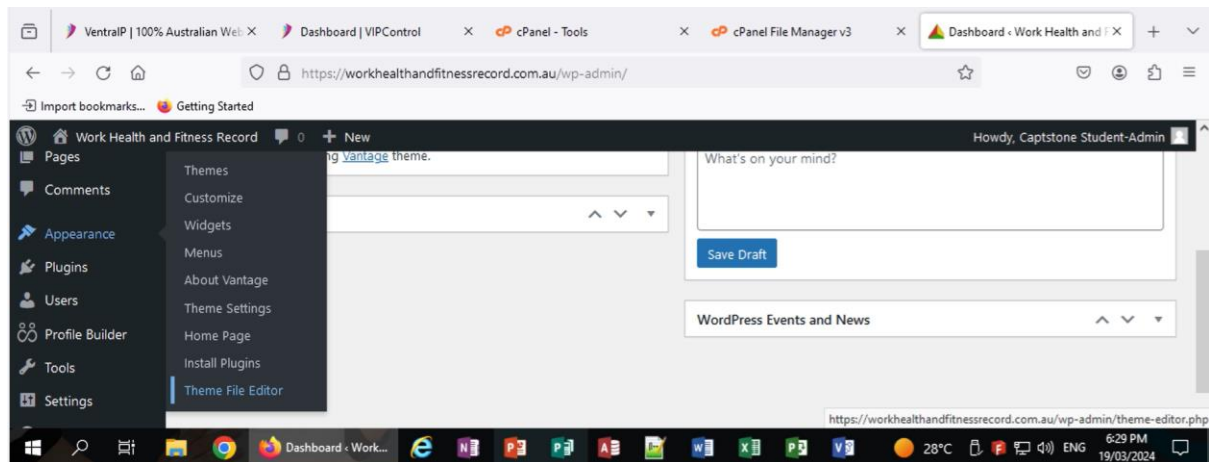 VentraIP | 100% Australian Web
Dashboard | VIPControl
cPanel - Tools
cPanel File Manager v3
Dashboard ‹ Work Health and F
https://workhealthandfitnessrecord.com.au/wp-admin/
Import bookmarks...
Getting Started
Work Health and Fitness Record
0
+ New
Howdy, Captstone Student-Admin
Pages
Comments
Appearance
Plugins
Users
Profile Builder
Tools
Settings
Themes
Customize
Widgets
Menus
About Vantage
Theme Settings
Home Page
Install Plugins
Theme File Editor
ng Vantage theme.
What's on your mind?
Save Draft
WordPress Events and News
https://workhealthandfitnessrecord.com.au/wp-admin/theme-editor.php
Dashboard ‹ Work...
28°C
ENG
6:29 PM
19/03/2024